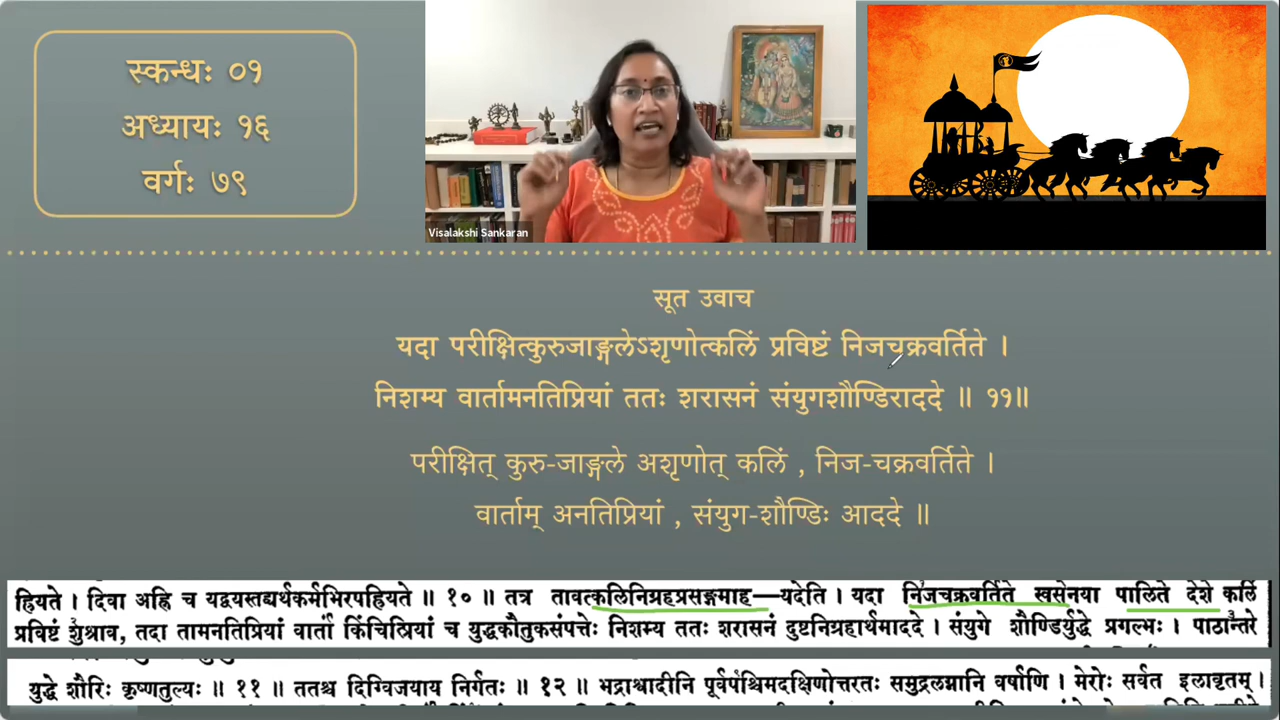 स्कन्धः ०१
अध्यायः १६
वर्गः ७९
Visalakshi Sankaran
सूत उवाच
यदा परीक्षित्कुरुजाङ्गलेऽशृणोत्कलिं प्रविष्टं निजचक्रवर्तिते ।
निशम्य वार्तामनतिप्रियां ततः शरासनं संयुगशौण्डिराददे ॥ ११॥
परीक्षित् कुरु-जाङ्गले अशृणोत् कलिं , निज-चक्रवर्तिते ।
वार्ताम् अनतिप्रियां , संयुग-शौण्डिः आददे ॥
ह्रियते । दिवा अह्नि च यद्वयस्तद्व्यर्थकर्मभिरपह्रियते ॥ १० ॥ तत्र तावत्कलिनिग्रहप्रसङ्गमाह—यदेति । यदा निजचक्रवर्तिते स्वसेनया पालिते देशे कलिं
प्रविष्टं शुश्राव, तदा तामनतिप्रियां वार्तां किंचित्प्रियां च युद्धकौतुकसंपत्तेः निशम्य ततः शरासनं दुष्टनिग्रहार्थमाददे । संयुगे शौण्डिर्युद्धे प्रगल्भः । पाठान्तरे
युद्धे शौरिः कृष्णतुल्यः ॥ ११ ॥ ततश्च दिग्विजयाय निर्गतः ॥ १२ ॥ भद्राश्वादीनि पूर्वपश्चिमदक्षिणोत्तरतः समुद्रलग्नानि वर्षाणि । मेरोः सर्वत इलावृतम् ।